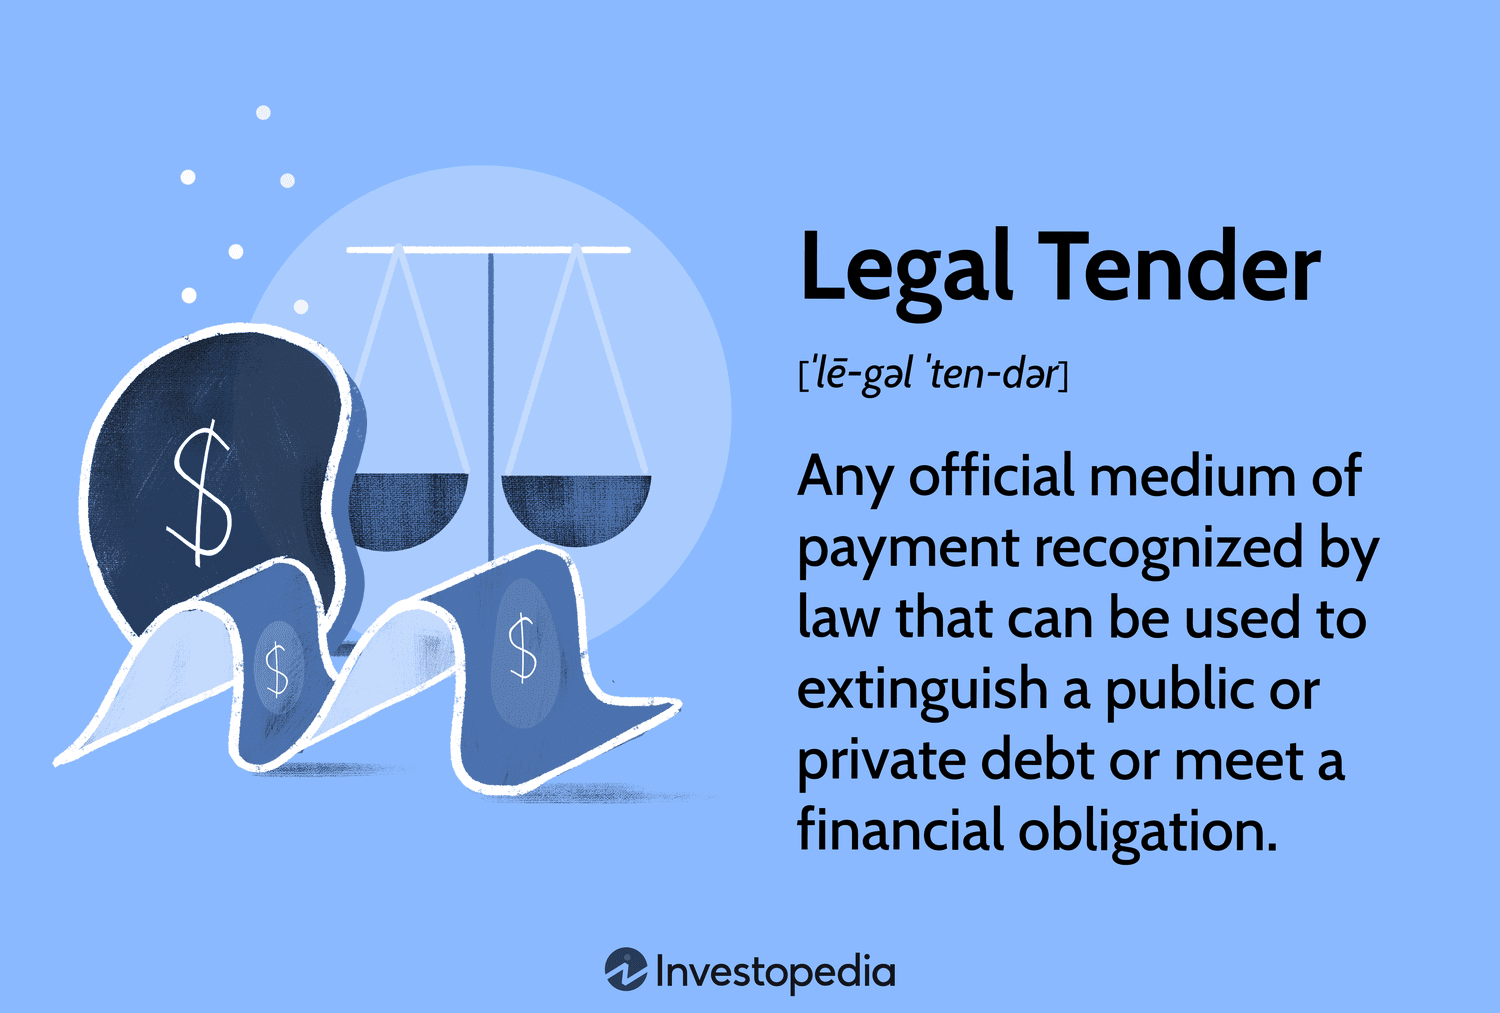 $
$
$
Legal Tender
[ˈlē-gəl ˈten-dər]
Any official medium of
payment recognized by
law that can be used to
extinguish a public or
private debt or meet a
financial obligation.
Investopedia